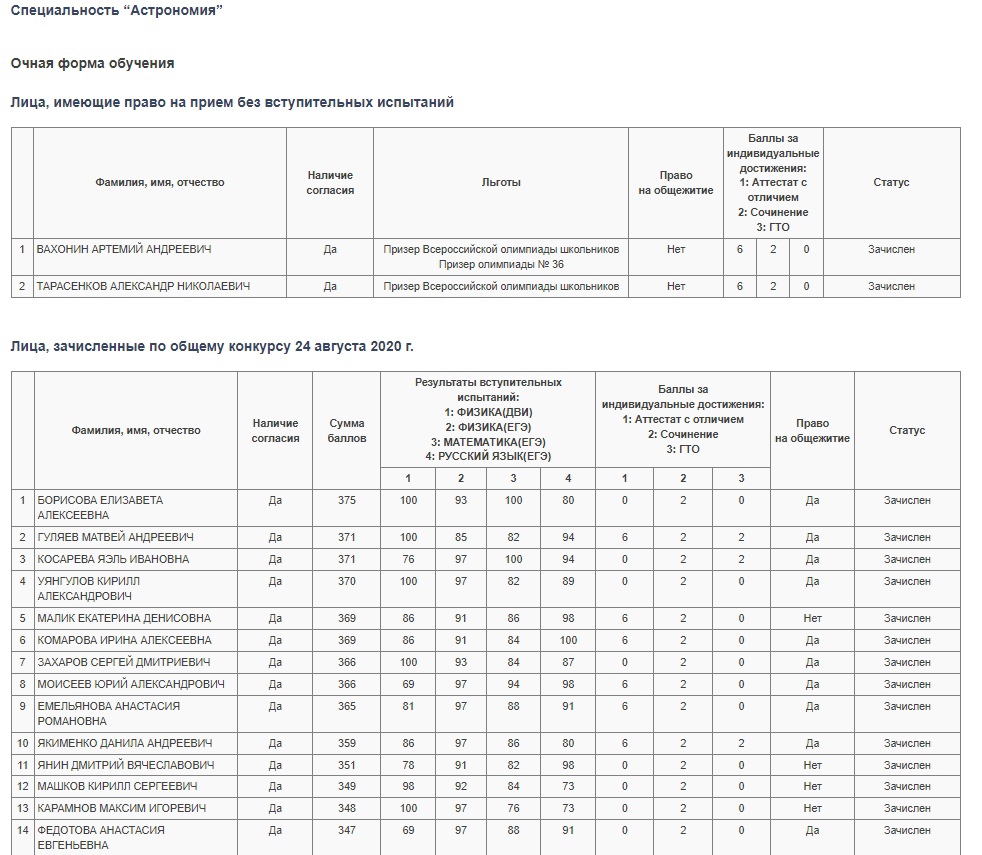 Специальность “Астрономия”
Очная форма обучения
Лица, имеющие право на прием без вступительных испытаний
Фамилия, имя, отчество Наличие согласия Льготы Право на общежитие Баллы за индивидуальные достижения: 1: Аттестат с отличием 2: Сочинение 3: ГТО Статус
1 ВАХОНИН АРТЕМИЙ АНДРЕЕВИЧ Да Призер Всероссийской олимпиады школьников Нет 6 2 0 Зачислен
Призер олимпиады № 36
2 ТАРАСЕНКОВ АЛЕКСАНДР НИКОЛАЕВИЧ Да Призер Всероссийской олимпиады школьников Нет 6 2 0 Зачислен
Лица, зачисленные по общему конкурсу 24 августа 2020 г.
Фамилия, имя, отчество Наличие согласия Сумма баллов Результаты вступительных испытаний: 1: ФИЗИКА(ДВИ) 2: ФИЗИКА(ЕГЭ) 3: МАТЕМАТИКА(ЕГЭ) 4: РУССКИЙ ЯЗЫК(ЕГЭ) Баллы за индивидуальные достижения: 1: Аттестат с отличием 2: Сочинение 3: ГТО Право на общежитие Статус
1 2 3 4 1 2 3
1 БОРИСОВА ЕЛИЗАВЕТА Да 375 100 93 100 80 0 2 0 Да Зачислен
АЛЕКСЕЕВНА
2 ГУЛЯЕВ МАТВЕЙ АНДРЕЕВИЧ Да 371 100 85 82 94 6 2 2 Да Зачислен
3 КОСАРЕВА ЯЭЛЬ ИВАНОВНА Да 371 76 97 100 94 0 2 2 Да Зачислен
4 УЯНГУЛОВ КИРИЛЛ Да 370 100 97 82 89 0 2 0 Да Зачислен
АЛЕКСАНДРОВИЧ
5 МАЛИК ЕКАТЕРИНА ДЕНИСОВНА Да 369 86 91 86 98 6 2 0 Нет Зачислен
6 КОМАРОВА ИРИНА АЛЕКСЕЕВНА Да 369 86 91 84 100 6 2 0 Да Зачислен
7 ЗАХАРОВ СЕРГЕЙ ДМИТРИЕВИЧ Да 366 100 93 84 87 0 2 0 Да Зачислен
8 МОИСЕЕВ ЮРИЙ АЛЕКСАНДРОВИЧ Да 366 69 97 94 98 6 2 0 Да Зачислен
9 ЕМЕЛЬЯНОВА АНАСТАСИЯ Да 365 81 97 88 91 6 2 0 Да Зачислен
РОМАНОВНА
10 ЯКИМЕНКО ДАНИЛА АНДРЕЕВИЧ Да 359 86 97 86 80 6 2 2 Да Зачислен
11 ЯНИН ДМИТРИЙ ВЯЧЕСЛАВОВИЧ Да 351 78 91 82 98 0 2 0 Нет Зачислен
12 МАШКОВ КИРИЛЛ СЕРГЕЕВИЧ Да 349 98 92 84 73 0 2 0 Нет Зачислен
13 КАРАМНОВ МАКСИМ ИГОРЕВИЧ Да 348 100 97 76 73 0 2 0 Нет Зачислен
14 ФЕДОТОВА АНАСТАСИЯ Да 347 69 97 88 91 0 2 0 Да Зачислен
ЕВГЕНЬЕВНА